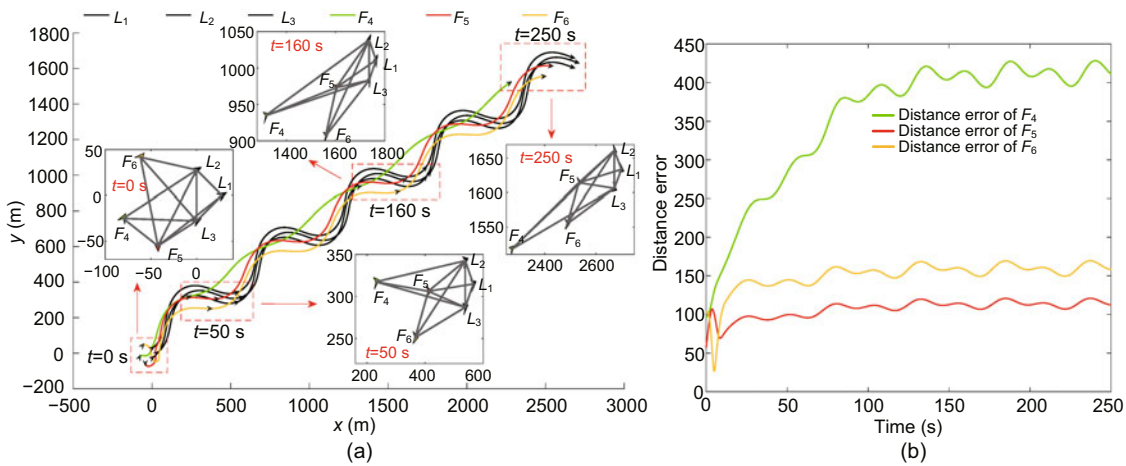 L1 L2 L3 F4 F5 F6
1800
1600
1400
1200
1000
800
600
400
200
0
−200
y (m)
−500 0 500 1000 1500 2000 2500 3000
x (m)
(a)
t=160 s
1050
1000
950
900
1400 1600 1800
L2
L1
F5
L3
F4
F6
t=250 s
50
0
−50
−100 −50 0
t=0 s
F6
L2
L1
F4
L3
F5
t=160 s
t=250 s
1650
1600
1550
2400 2600
L2
L1
F5
L3
F6
F4
350
300
250
200 400 600
L2
L1
F4
F5
L3
F6
t=50 s
t=50 s
t=0 s
450
400
350
300
250
200
150
100
50
0
Distance error
Distance error of F4
Distance error of F5
Distance error of F6
0 50 100 150 200 250
Time (s)
(b)